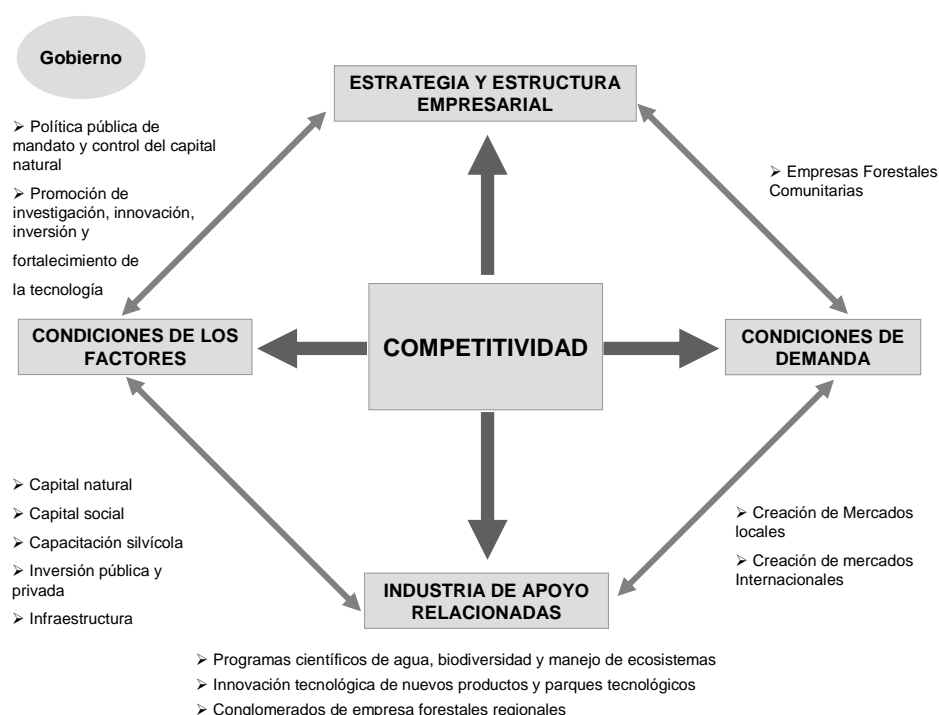 Gobierno
ESTRATEGIA Y ESTRUCTURA
EMPRESARIAL
➢ Política pública de
mandato y control del capital
natural
➢ Promoción de
investigación, innovación,
inversión y
fortalecimiento de
la tecnología
➢ Empresas Forestales
Comunitarias
CONDICIONES DE LOS
FACTORES
COMPETITIVIDAD
CONDICIONES DE
DEMANDA
➢ Capital natural
➢ Capital social
➢ Capacitación silvícola
➢ Inversión pública y
privada
➢ Infraestructura
➢ Creación de Mercados
locales
➢ Creación de mercados
Internacionales
INDUSTRIA DE APOYO
RELACIONADAS
➢ Programas científicos de agua, biodiversidad y manejo de ecosistemas
➢ Innovación tecnológica de nuevos productos y parques tecnológicos
➢ Conglomerados de empresa forestales regionales